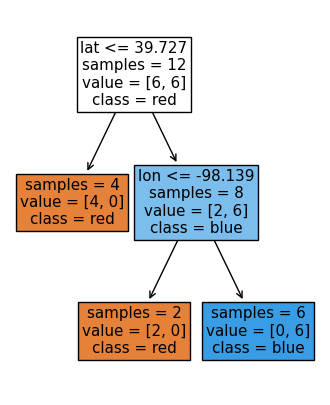 lat <= 39.727
samples = 12
value = [6, 6]
class = red
samples = 4
value = [4, 0]
class = red
lon <= -98.139
samples = 8
value = [2, 6]
class = blue
samples = 2
value = [2, 0]
class = red
samples = 6
value = [0, 6]
class = blue